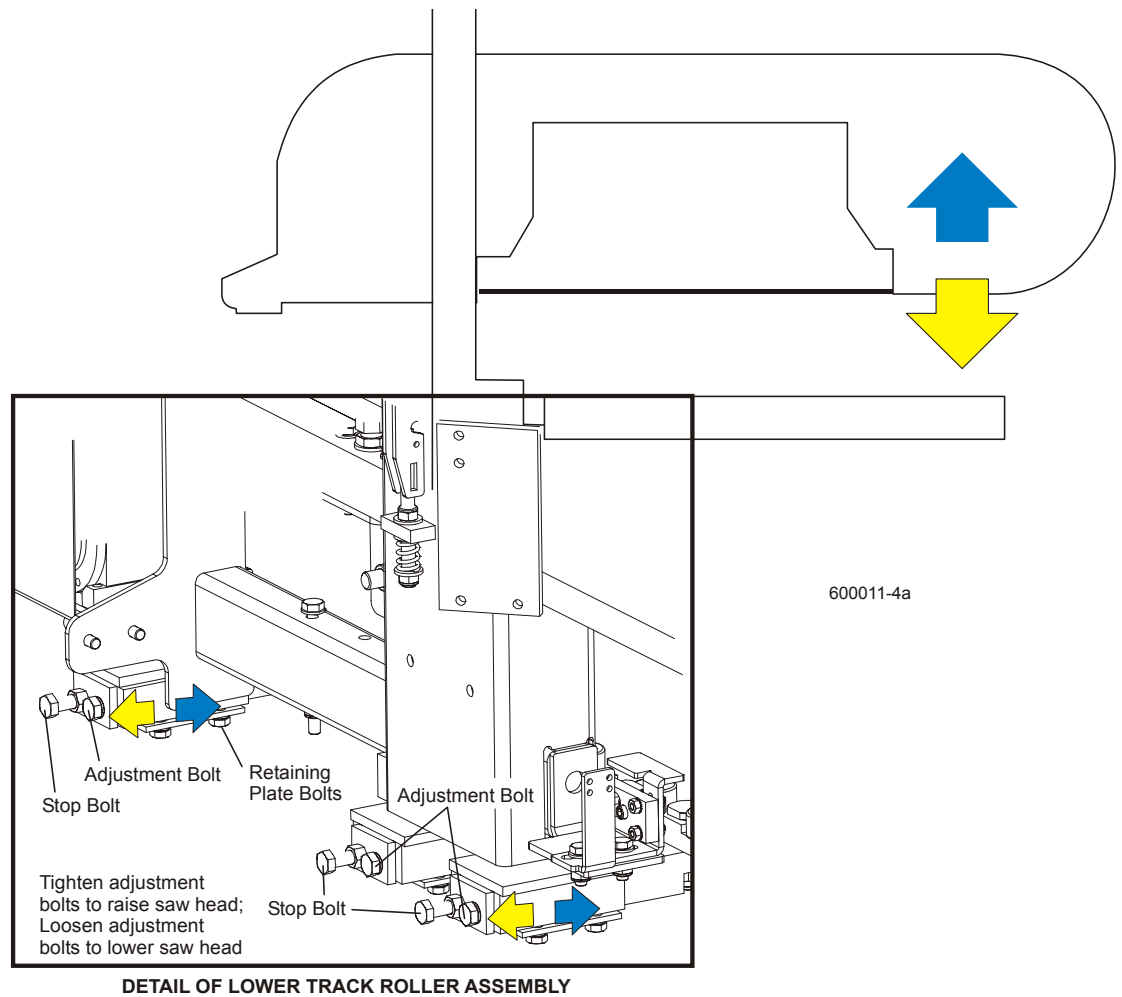 600011-4a
Adjustment Bolt
Stop Bolt
Retaining
Plate Bolts
Adjustment Bolt
Stop Bolt
Tighten adjustment
bolts to raise saw head;
Loosen adjustment
bolts to lower saw head
DETAIL OF LOWER TRACK ROLLER ASSEMBLY